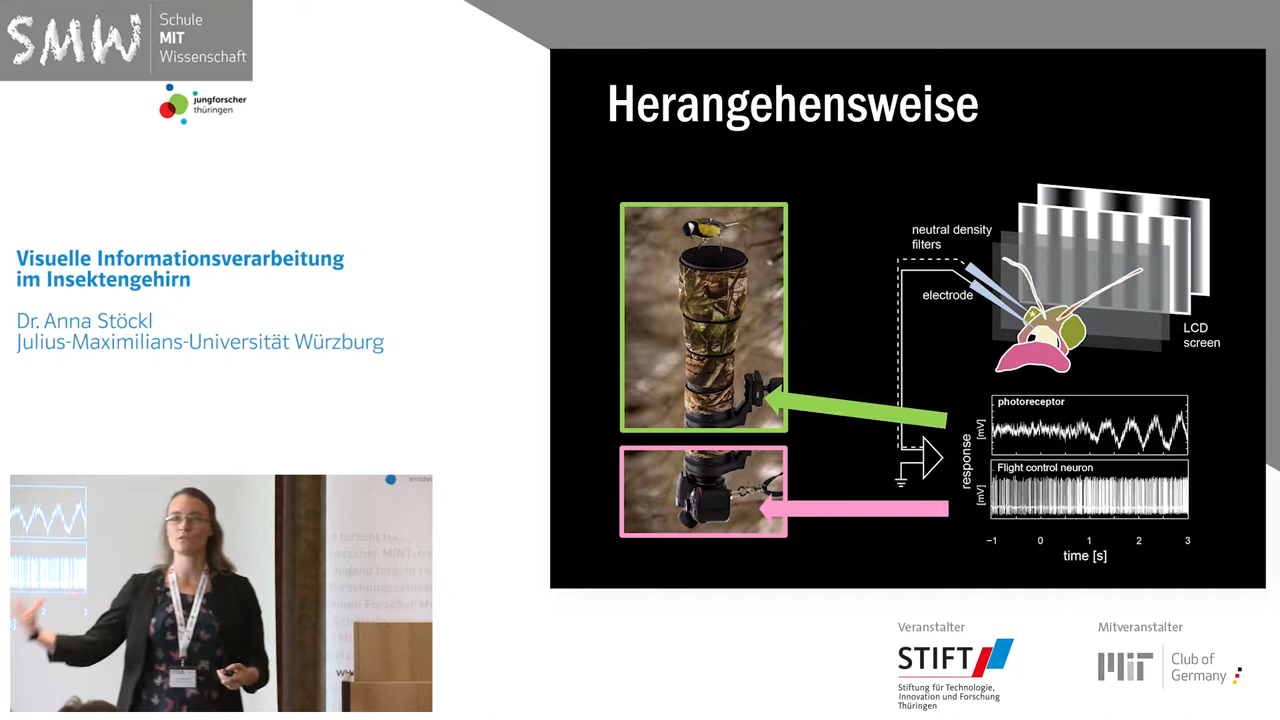 SMW
Schule
MIT
Wissenschaft
jungforscher
thüringen
Visuelle Informationsverarbeitung
im Insektengehirn
Dr. Anna Stöckl
Julius-Maximilians-Universität Würzburg
Herangehensweise
neutral density
filters
electrode
LCD
screen
photoreceptor
[mV]
response
Flight control neuron
[mV]
-1 0 1 2 3
time [s]
Veranstalter
STIFT
Stiftung für Technologie,
Innovation und Forschung
Thüringen
Mitveranstalter
MIT
Club of
Germany